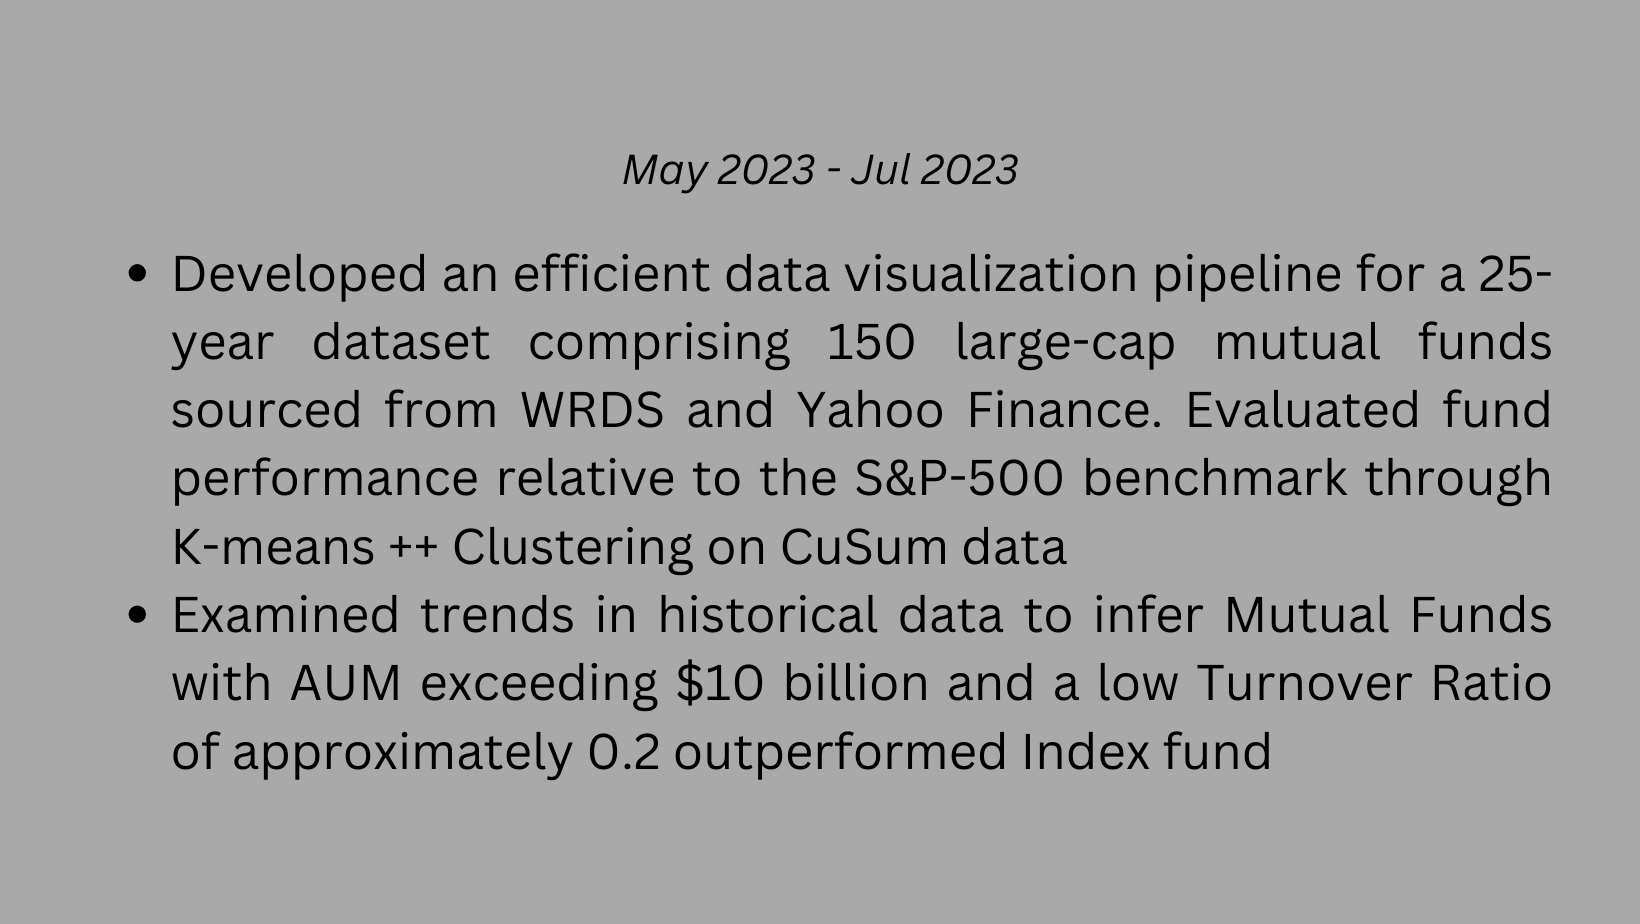 May 2023 - Jul 2023
• Developed an efficient data visualization pipeline for a 25-
year dataset comprising 150 large-cap mutual funds
sourced from WRDS and Yahoo Finance. Evaluated fund
performance relative to the S&P-500 benchmark through
K-means ++ Clustering on CuSum data
• Examined trends in historical data to infer Mutual Funds
with AUM exceeding $10 billion and a low Turnover Ratio
of approximately 0.2 outperformed Index fund